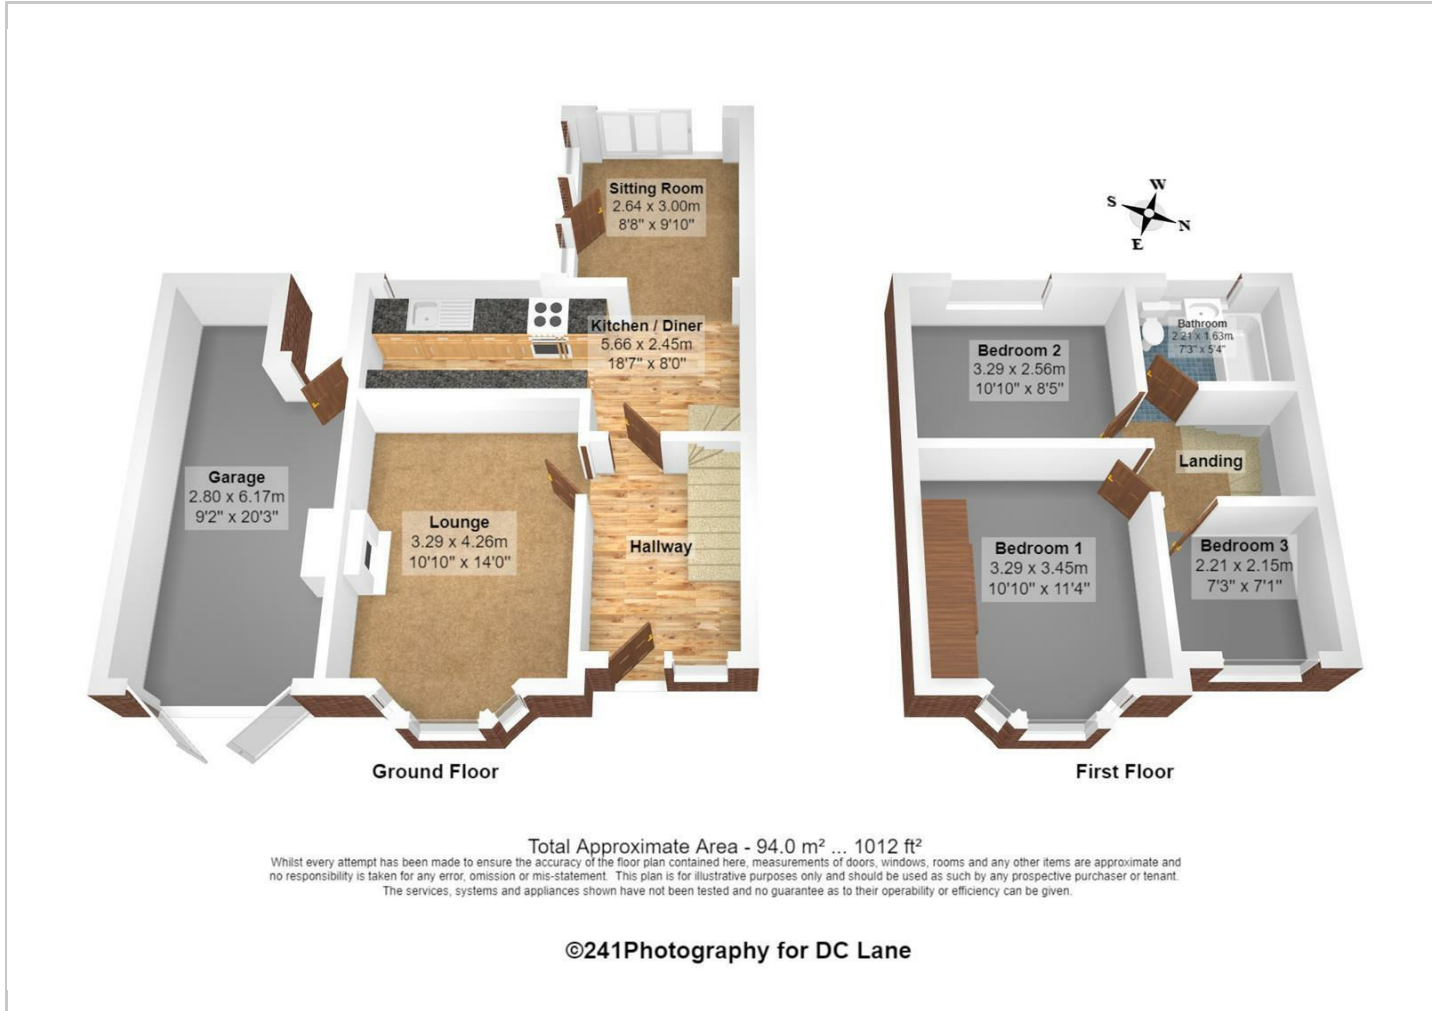 Sitting Room
2.64 x 3.00m
8'8" x 9'10"
Kitchen / Diner
5.66 x 2.45m
18'7" x 8'0"
Garage
2.80 x 6.17m
9'2" x 20'3"
Lounge
3.29 x 4.26m
10'10" x 14'0"
Hallway
Ground Floor
W
S
N
E
Bathroom
2.21 x 1.63m
7'3" x 5'4"
Bedroom 2
3.29 x 2.56m
10'10" x 8'5"
Landing
Bedroom 1
3.29 x 3.45m
10'10" x 11'4"
Bedroom 3
2.21 x 2.15m
7'3" x 7'1"
First Floor
Total Approximate Area - 94.0 m² ... 1012 ft²
Whilst every attempt has been made to ensure the accuracy of the floor plan contained here, measurements of doors, windows, rooms and any other items are approximate and
no responsibility is taken for any error, omission or mis-statement. This plan is for illustrative purposes only and should be used as such by any prospective purchaser or tenant.
The services, systems and appliances shown have not been tested and no guarantee as to their operability or efficiency can be given.
©241Photography for DC Lane